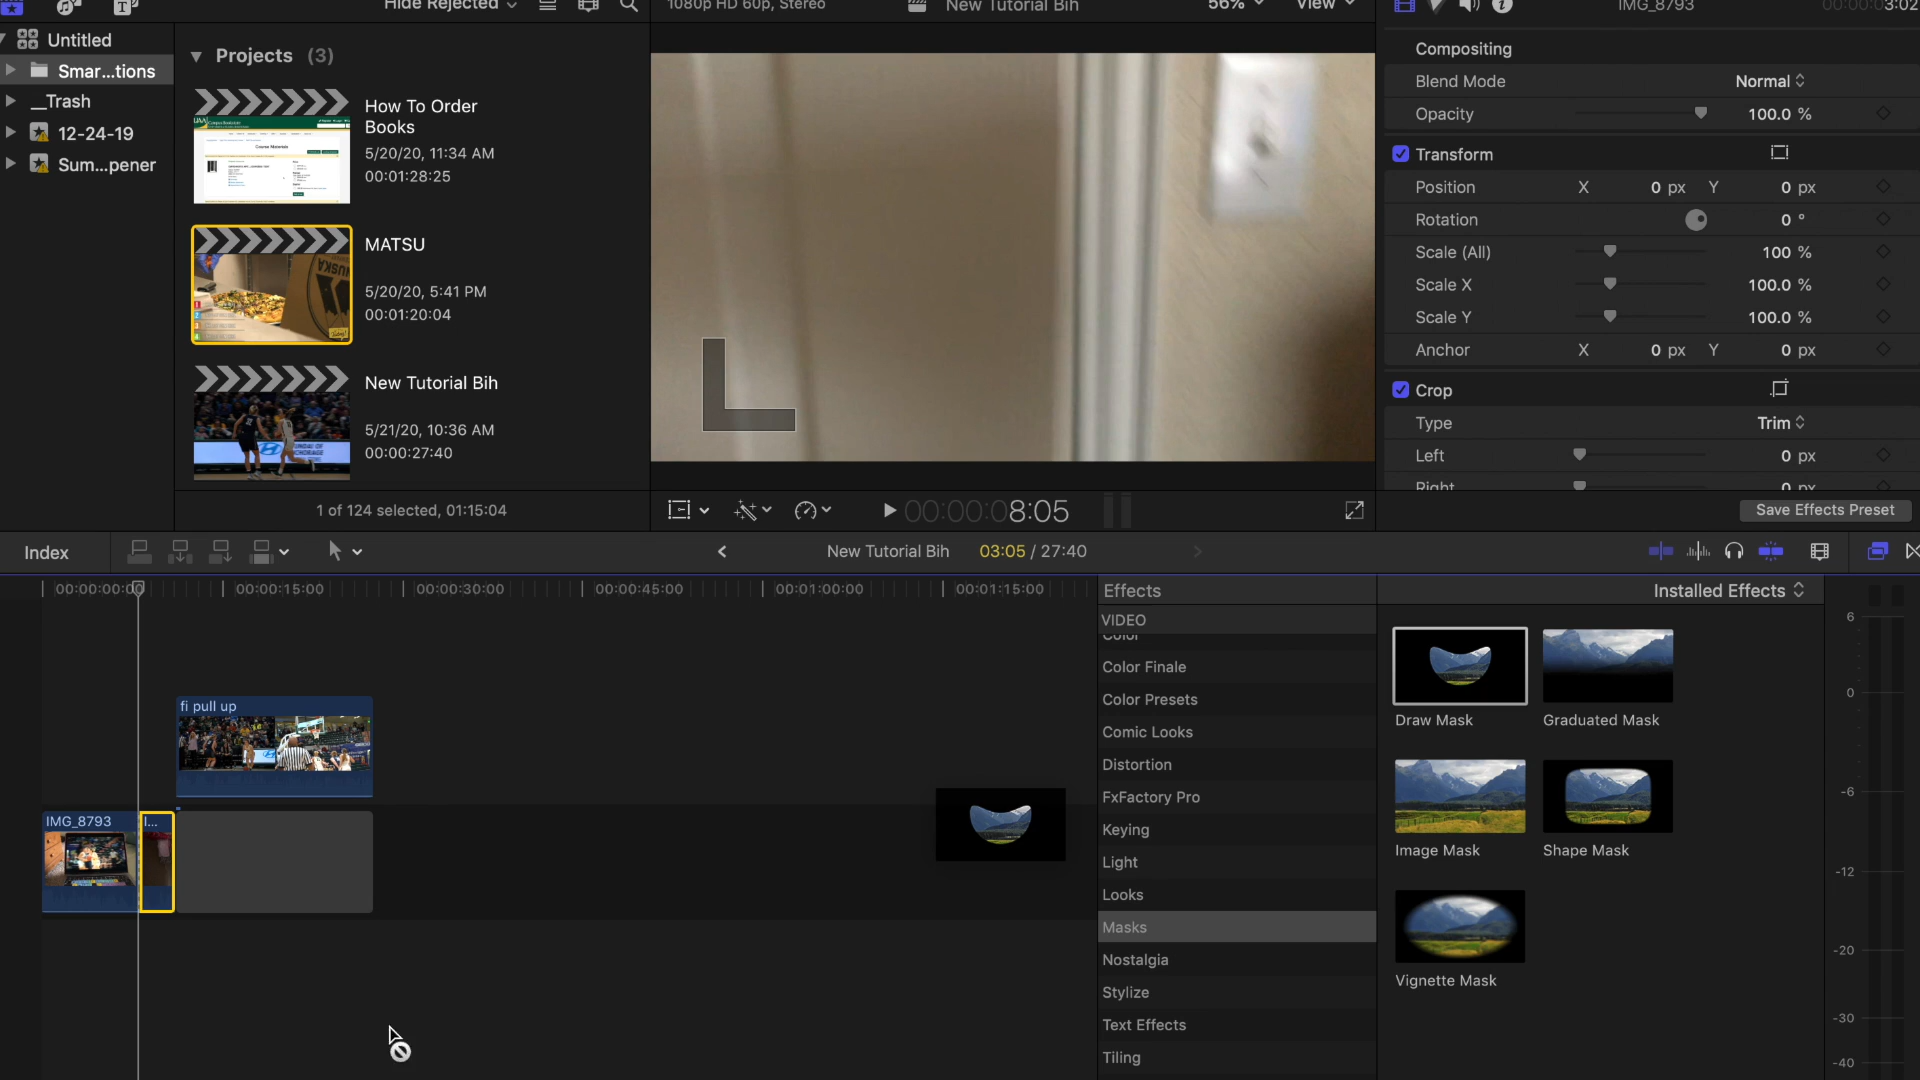 Hide Rejected
1080p HD 60p, Stereo
New Tutorial Bih
56%
View
IMG_8793
00:00:03:02
Untitled
Smar...tions
__Trash
12-24-19
Sum...pener
Projects (3)
How To Order
Books
5/20/20, 11:34 AM
00:01:28:25
MATSU
5/20/20, 5:41 PM
00:01:20:04
New Tutorial Bih
5/21/20, 10:36 AM
00:00:27:40
1 of 124 selected, 01:15:04
00:00:08:05
Compositing
Blend Mode Normal
Opacity 100.0 %
Transform
Position X 0 px Y 0 px
Rotation 0 °
Scale (All) 100 %
Scale X 100.0 %
Scale Y 100.0 %
Anchor X 0 px Y 0 px
Crop
Type Trim
Left 0 px
Right 0 px
Save Effects Preset
Index
New Tutorial Bih 03:05 / 27:40
00:00:00:00 00:00:15:00 00:00:30:00 00:00:45:00 00:01:00:00 00:01:15:00
fi pull up
IMG_8793
I...
Effects
Installed Effects
VIDEO
Color
Color Finale
Color Presets
Comic Looks
Distortion
FxFactory Pro
Keying
Light
Looks
Masks
Nostalgia
Stylize
Text Effects
Tiling
Draw Mask
Graduated Mask
Image Mask
Shape Mask
Vignette Mask
6
0
-6
-12
-20
-30
-40